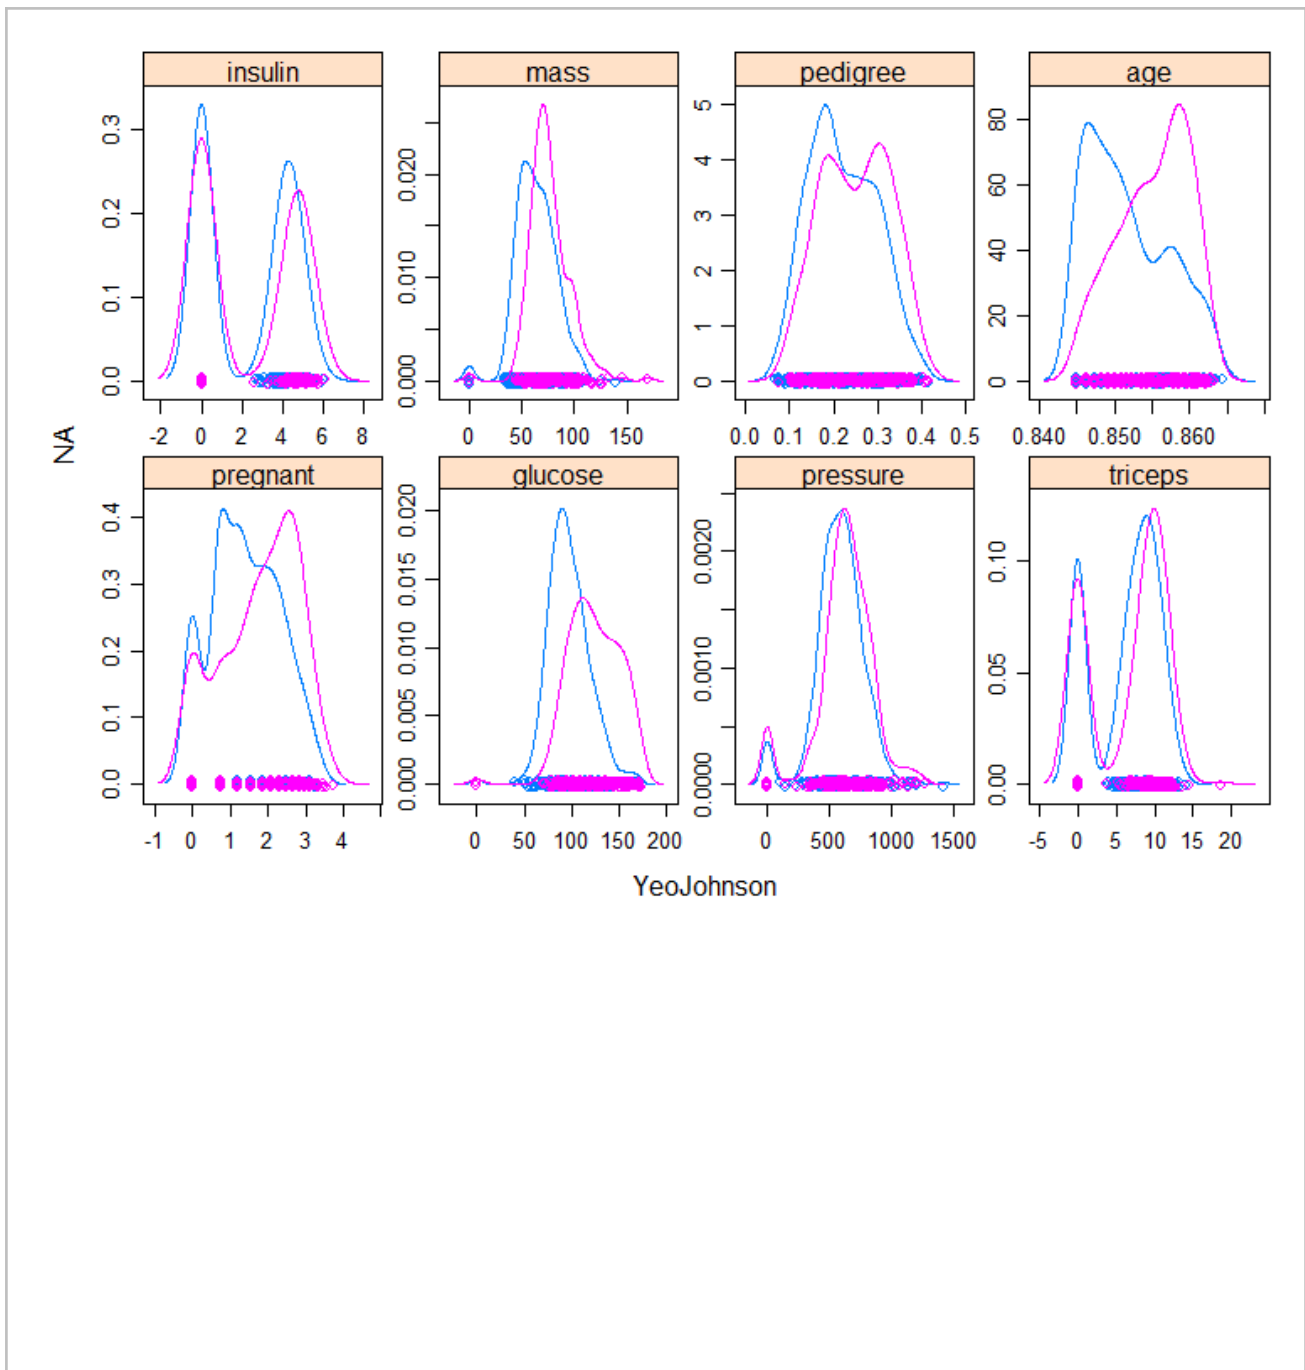 insulin mass pedigree age
0.0 0.1 0.2 0.3
0.000 0.010 0.020
0 1 2 3 4 5
0 20 40 60 80
-2 0 2 4 6 8
0 50 100 150
0.0 0.1 0.2 0.3 0.4 0.5
0.840 0.850 0.860
NA
pregnant glucose pressure triceps
0.0 0.1 0.2 0.3 0.4
0.000 0.005 0.010 0.015 0.020
0.0000 0.0010 0.0020
0.00 0.05 0.10
-1 0 1 2 3 4
0 50 100 150 200
0 500 1000 1500
-5 0 5 10 15 20
YeoJohnson